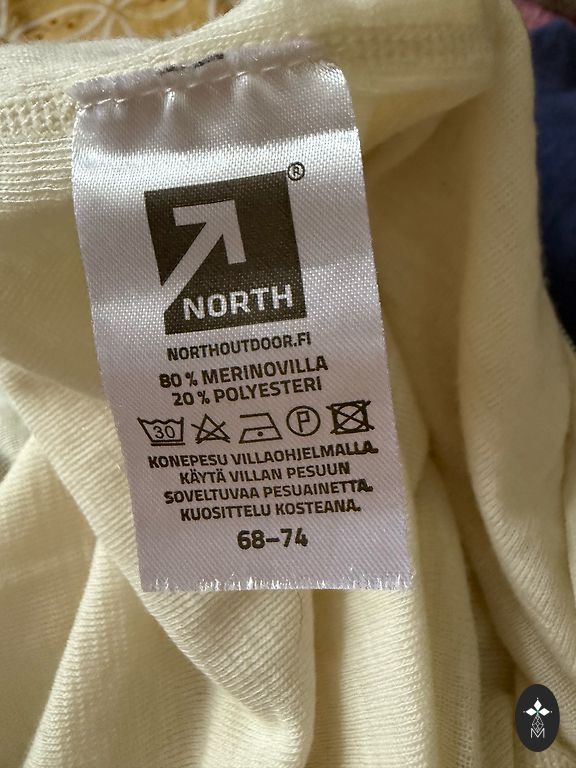 ®
NORTH
NORTHOUTDOOR.FI
80 % MERINOVILLA
20 % POLYESTERI
30 P
KONEPESU VILLAOHJELMALLA.
KÄYTÄ VILLAN PESUUN
SOVELTUVAA PESUAINETTA.
KUOSITTELU KOSTEANA.
68–74
M